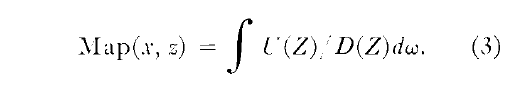 Map(x, z) = ∫ U(Z)/D(Z)dω. (3)